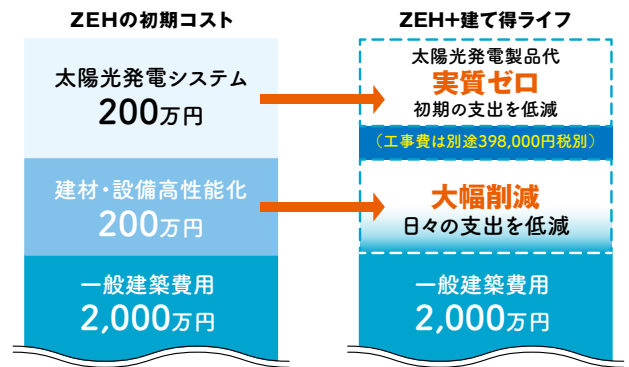 ZEHの初期コスト
太陽光発電システム
200万円
建材・設備高性能化
200万円
一般建築費用
2,000万円
ZEH+建て得ライフ
太陽光発電製品代
実質ゼロ
初期の支出を低減
(工事費は別途398,000円税別)
大幅削減
日々の支出を低減
一般建築費用
2,000万円